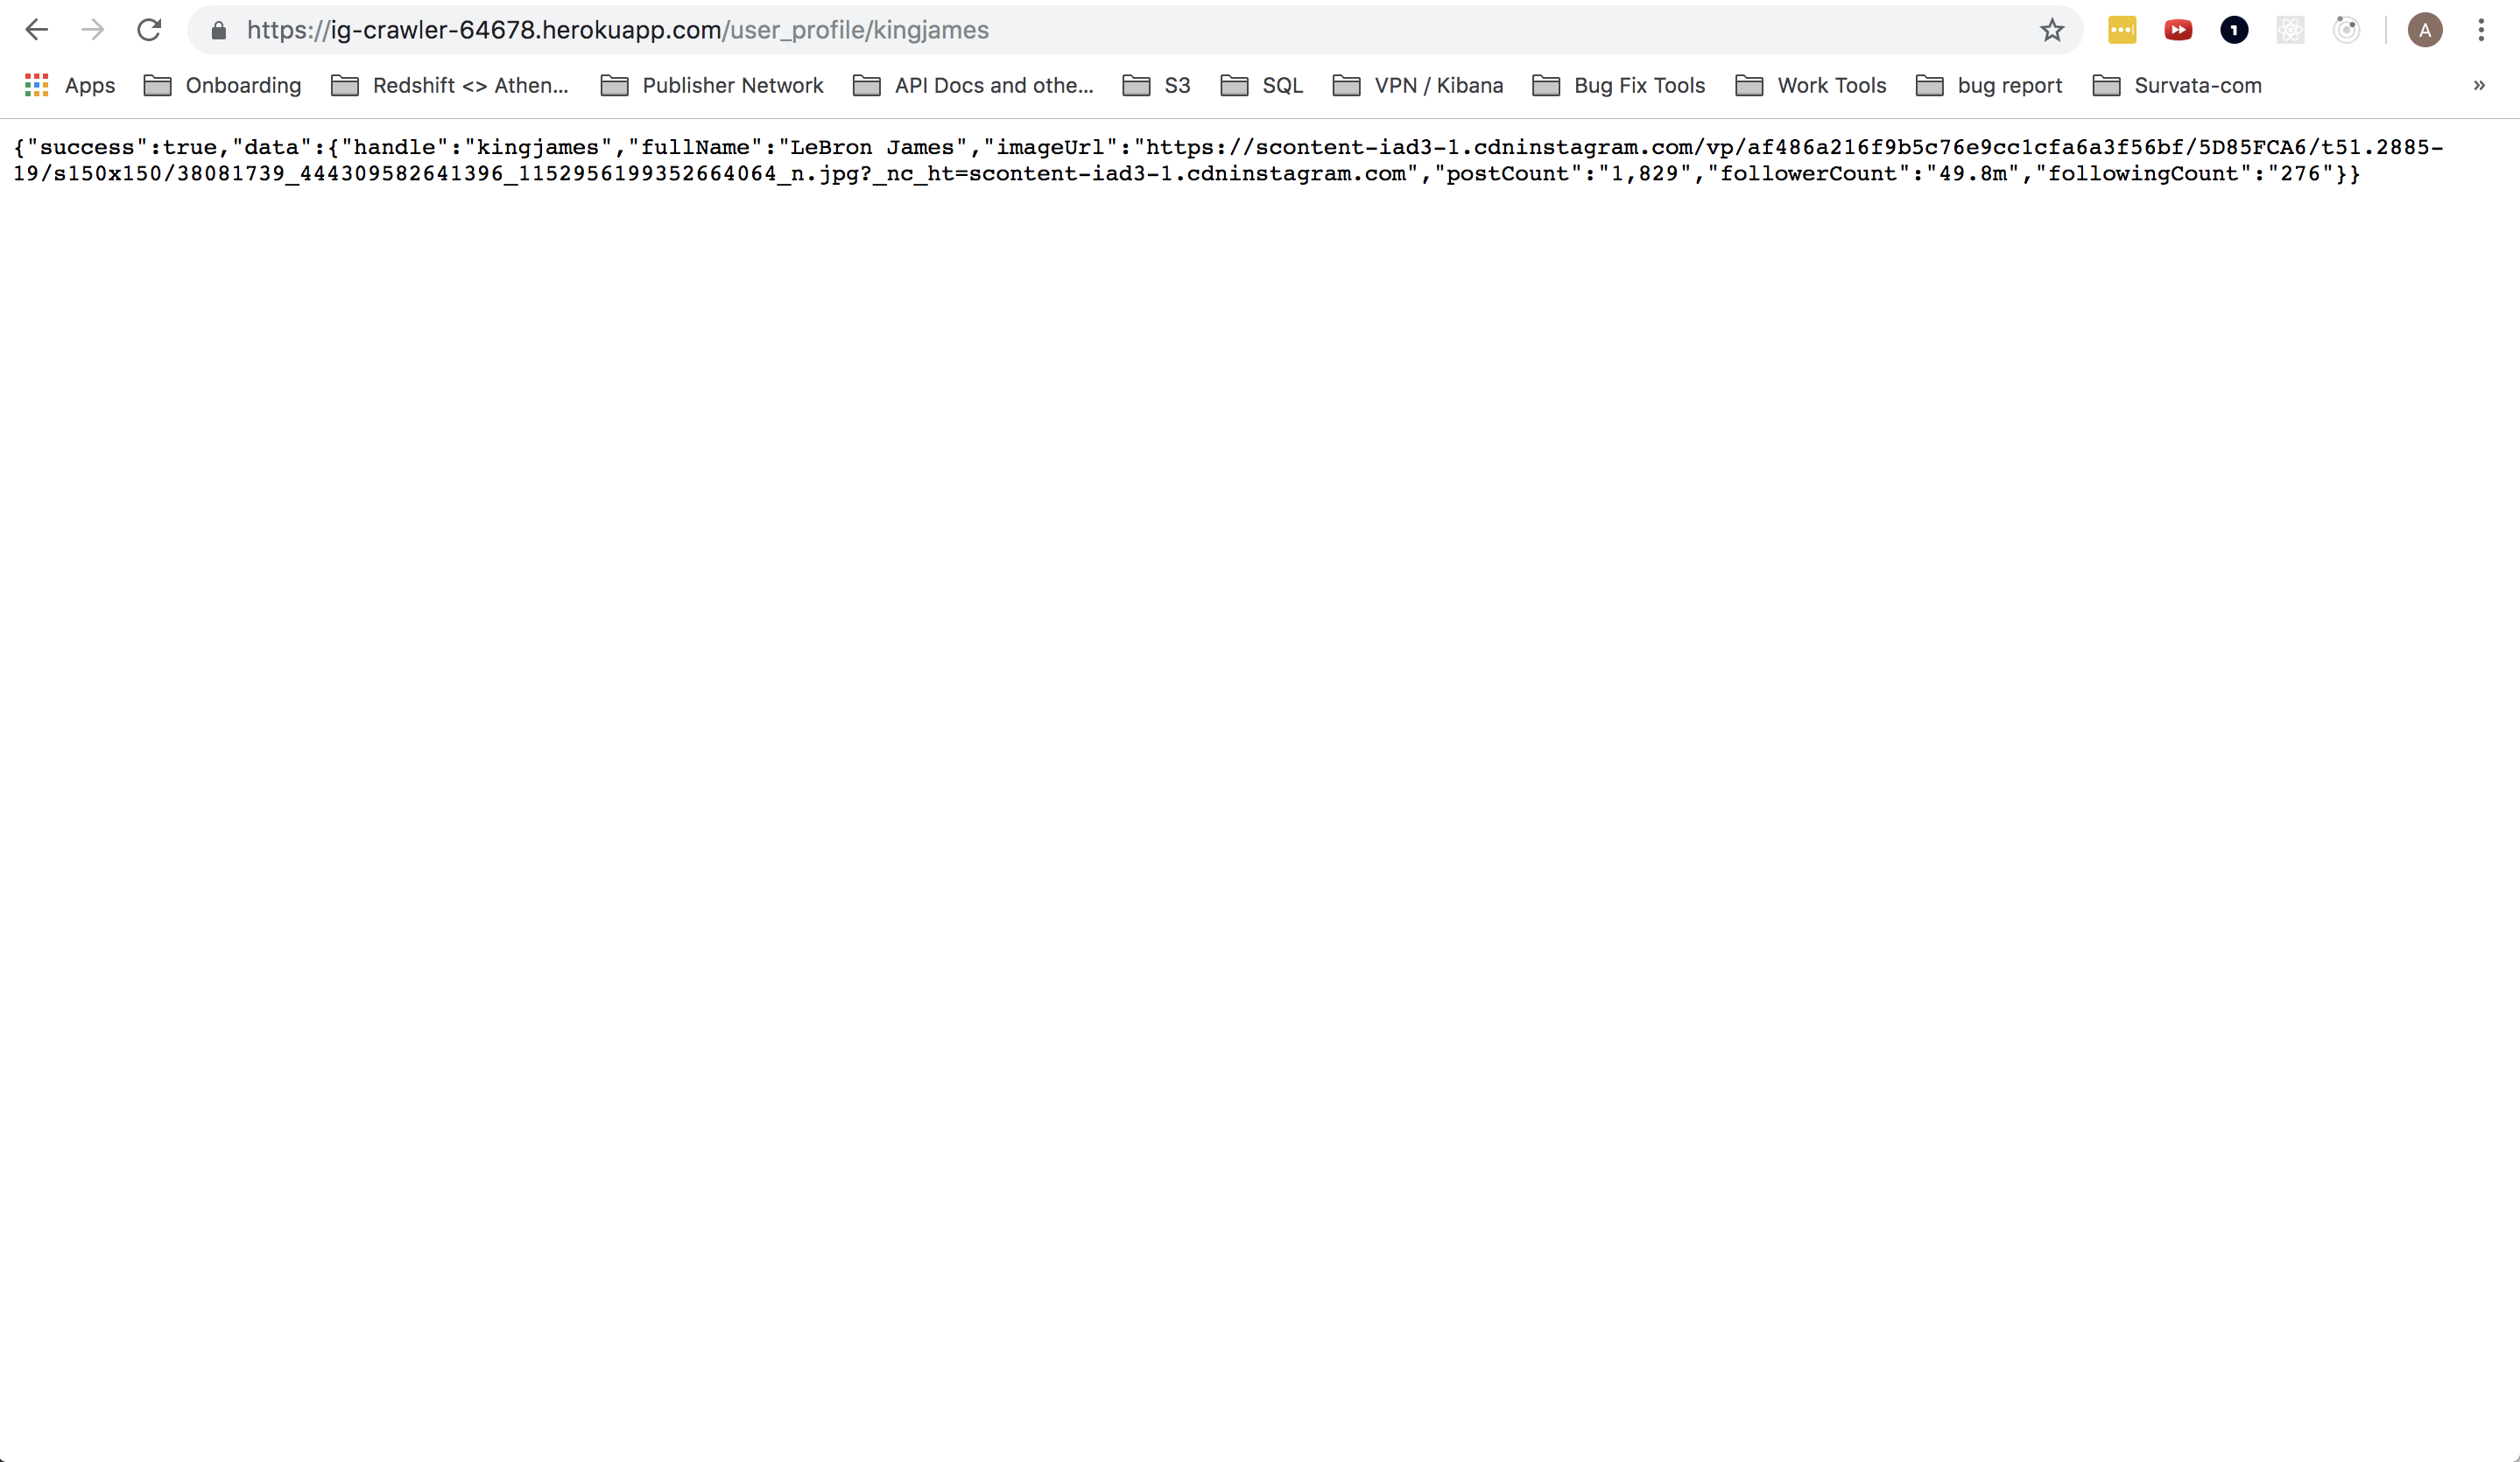 https://ig-crawler-64678.herokuapp.com/user_profile/kingjames
1
A
Apps Onboarding Redshift <> Athen... Publisher Network API Docs and othe... S3 SQL VPN / Kibana Bug Fix Tools Work Tools bug report Survata-com »
{"success":true,"data":{"handle":"kingjames","fullName":"LeBron James","imageUrl":"https://scontent-iad3-1.cdninstagram.com/vp/af486a216f9b5c76e9cc1cfa6a3f56bf/5D85FCA6/t51.2885-
19/s150x150/38081739_444309582641396_1152956199352664064_n.jpg?_nc_ht=scontent-iad3-1.cdninstagram.com","postCount":"1,829","followerCount":"49.8m","followingCount":"276"}}